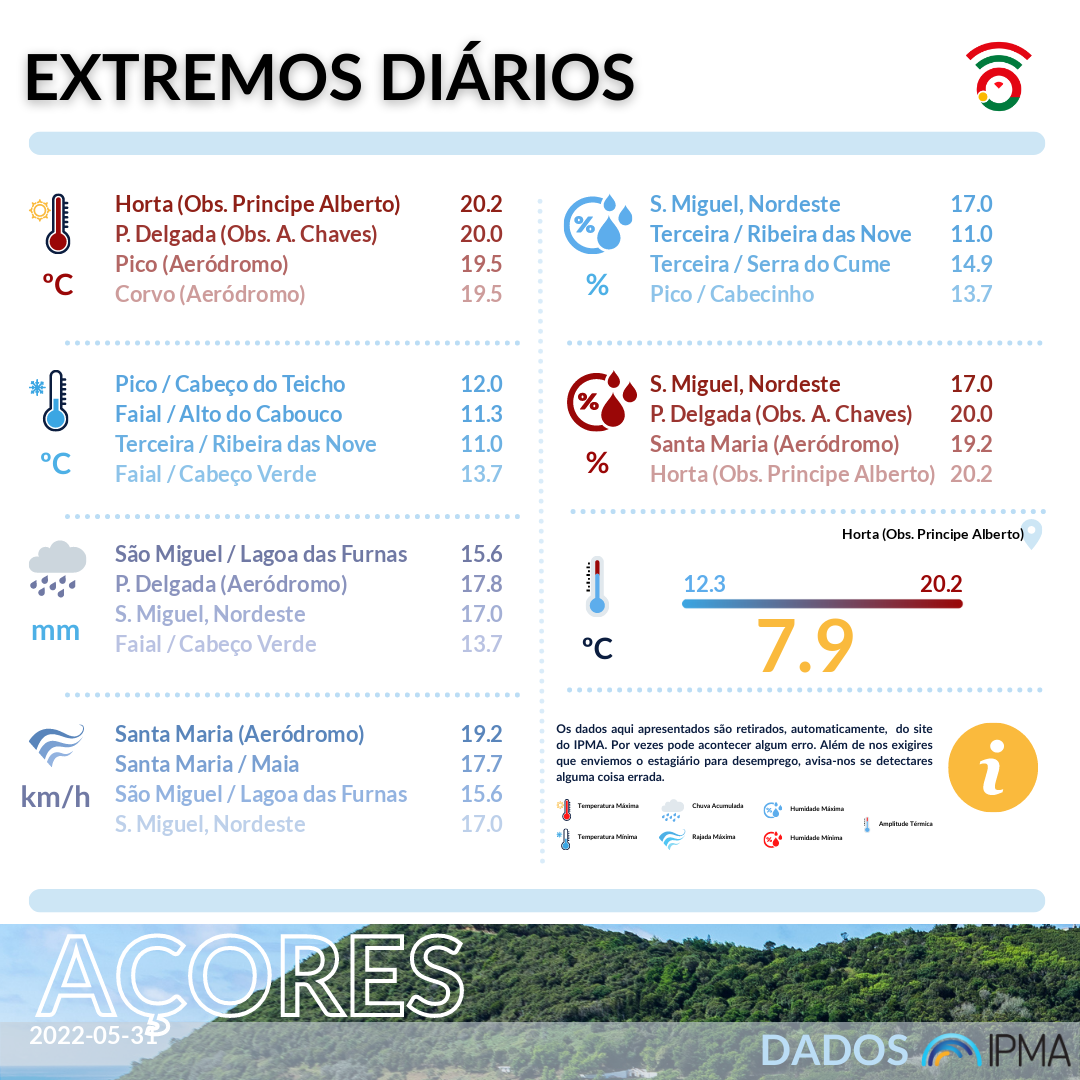 EXTREMOS DIÁRIOS
Horta (Obs. Principe Alberto) 20.2
P. Delgada (Obs. A. Chaves) 20.0
Pico (Aeródromo) 19.5
Corvo (Aeródromo) 19.5
ºC
Pico / Cabeço do Teicho 12.0
Faial / Alto do Cabouco 11.3
Terceira / Ribeira das Nove 11.0
Faial / Cabeço Verde 13.7
ºC
São Miguel / Lagoa das Furnas 15.6
P. Delgada (Aeródromo) 17.8
S. Miguel, Nordeste 17.0
Faial / Cabeço Verde 13.7
mm
Santa Maria (Aeródromo) 19.2
Santa Maria / Maia 17.7
São Miguel / Lagoa das Furnas 15.6
S. Miguel, Nordeste 17.0
km/h
%
S. Miguel, Nordeste 17.0
Terceira / Ribeira das Nove 11.0
Terceira / Serra do Cume 14.9
Pico / Cabecinho 13.7
%
%
S. Miguel, Nordeste 17.0
P. Delgada (Obs. A. Chaves) 20.0
Santa Maria (Aeródromo) 19.2
Horta (Obs. Principe Alberto) 20.2
%
Horta (Obs. Principe Alberto)
12.3 20.2
7.9
ºC
Os dados aqui apresentados são retirados, automaticamente, do site
do IPMA. Por vezes pode acontecer algum erro. Além de nos exigires
que enviemos o estagiário para desemprego, avisa-nos se detectares
alguma coisa errada.
i
Temperatura Máxima Chuva Acumulada Humidade Máxima
Amplitude Térmica
Temperatura Mínima Rajada Máxima Humidade Mínima
AÇORES
2022-05-31
DADOS IPMA